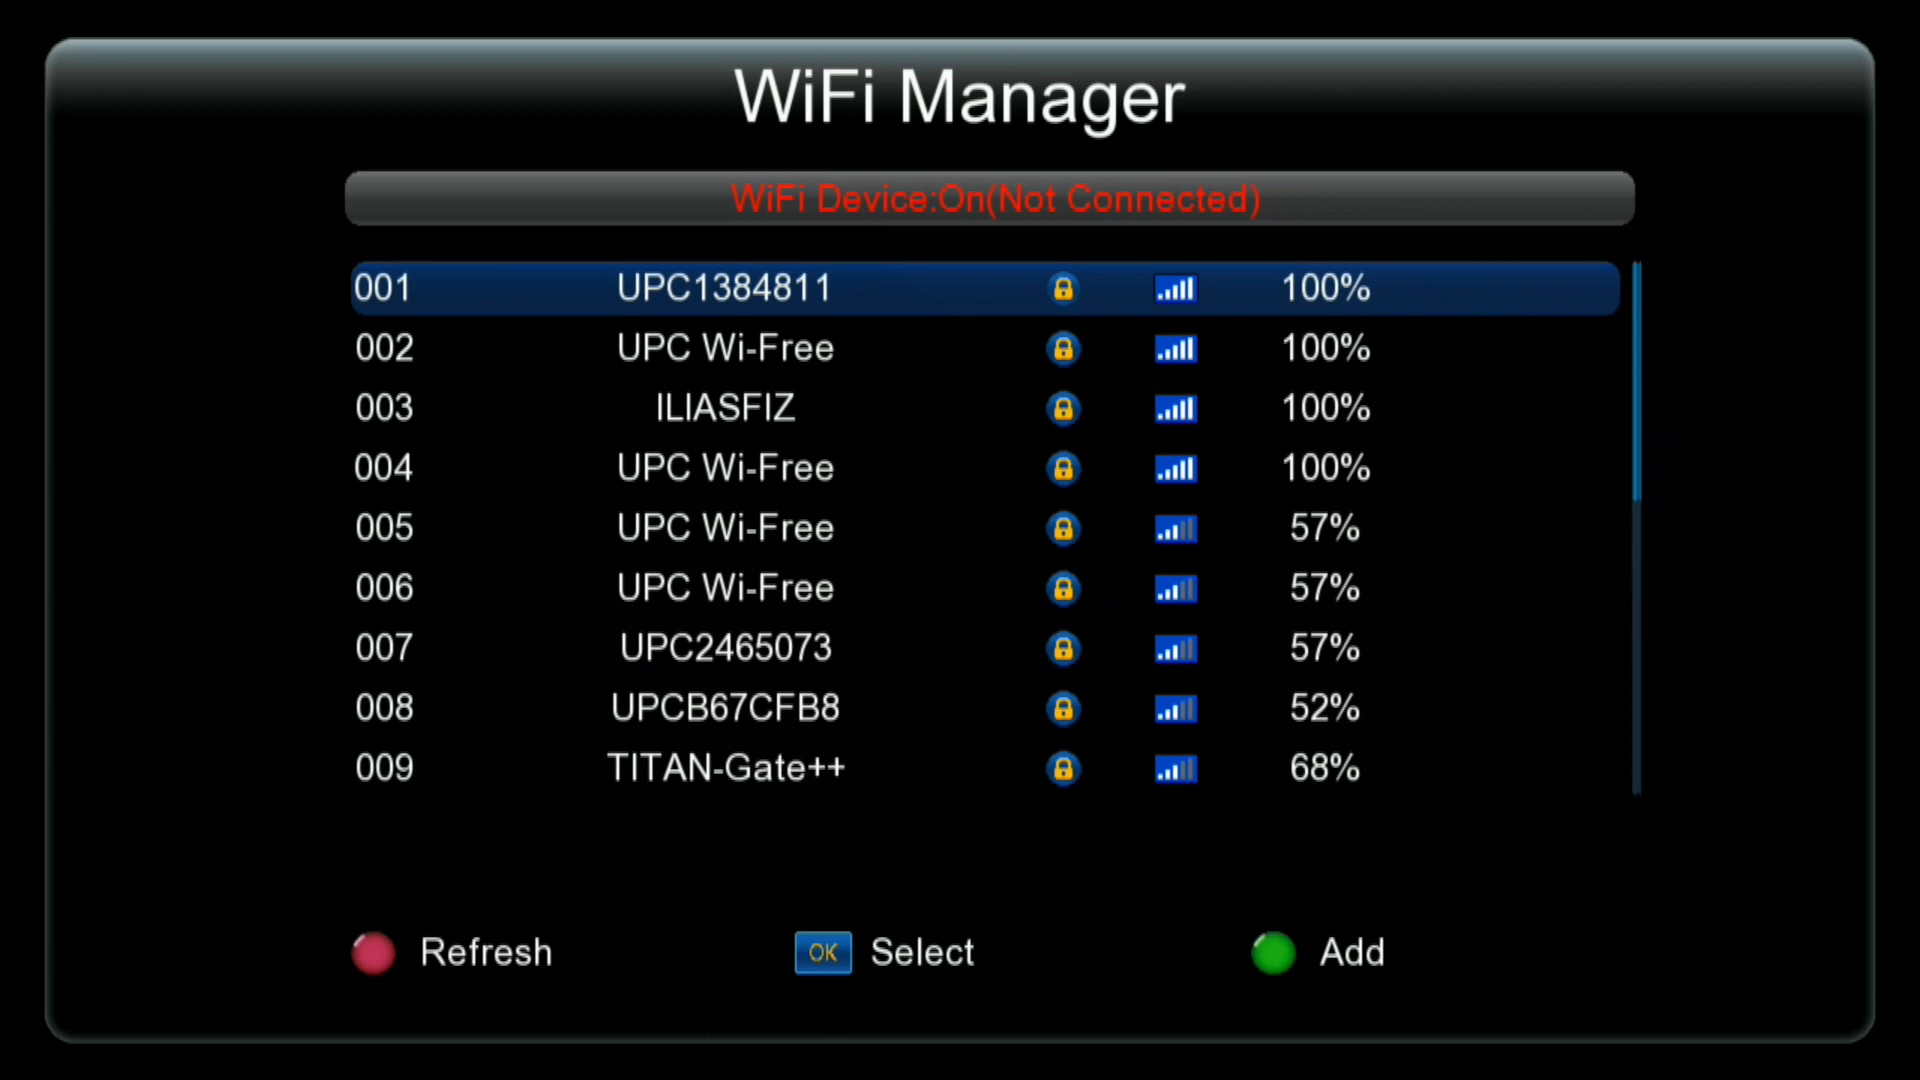 WiFi Manager
WiFi Device:On(Not Connected)
001 UPC1384811 100%
002 UPC Wi-Free 100%
003 ILIASFIZ 100%
004 UPC Wi-Free 100%
005 UPC Wi-Free 57%
006 UPC Wi-Free 57%
007 UPC2465073 57%
008 UPCB67CFB8 52%
009 TITAN-Gate++ 68%
Refresh OK Select Add